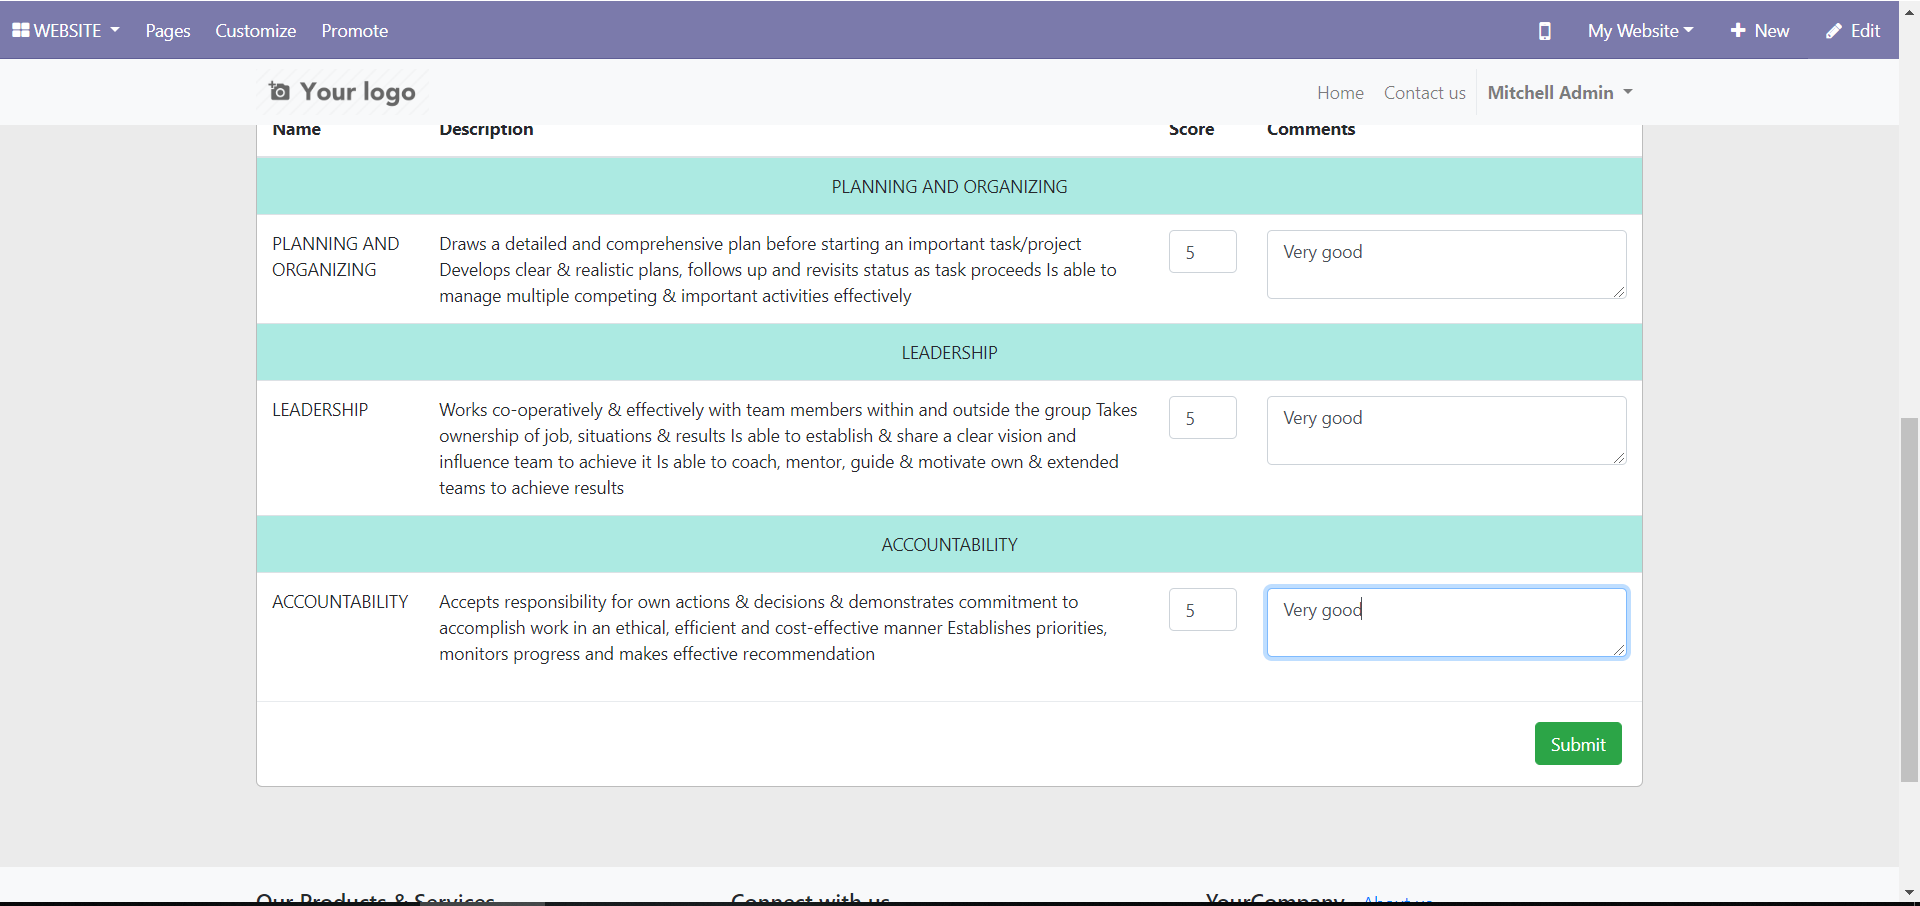 WEBSITE Pages Customize Promote My Website New Edit
Your logo Home Contact us Mitchell Admin
Name Description Score Comments
PLANNING AND ORGANIZING
PLANNING AND
ORGANIZING
Draws a detailed and comprehensive plan before starting an important task/project
Develops clear & realistic plans, follows up and revisits status as task proceeds Is able to
manage multiple competing & important activities effectively
5
Very good
LEADERSHIP
LEADERSHIP
Works co-operatively & effectively with team members within and outside the group Takes
ownership of job, situations & results Is able to establish & share a clear vision and
influence team to achieve it Is able to coach, mentor, guide & motivate own & extended
teams to achieve results
5
Very good
ACCOUNTABILITY
ACCOUNTABILITY
Accepts responsibility for own actions & decisions & demonstrates commitment to
accomplish work in an ethical, efficient and cost-effective manner Establishes priorities,
monitors progress and makes effective recommendation
5
Very good
Submit
Our Products & Services Connect with us YourCompany About us